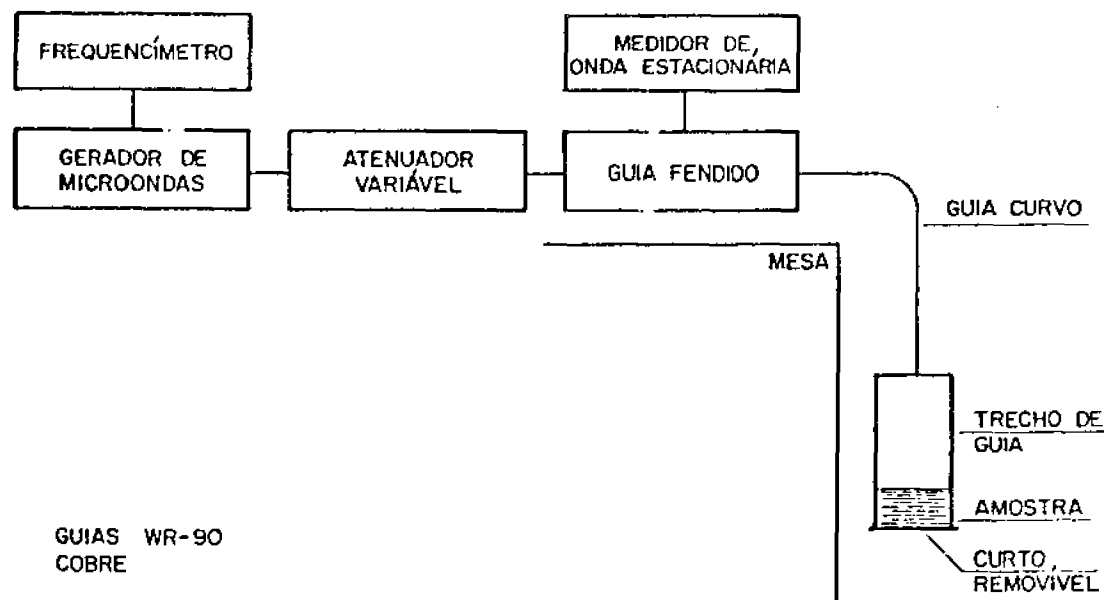 FREQUENCÍMETRO
MEDIDOR DE,
ONDA ESTACIONÁRIA
GERADOR DE
MICROONDAS
ATENUADOR
VARIÁVEL
GUIA FENDIDO
GUIA CURVO
MESA
TRECHO DE
GUIA
AMOSTRA
CURTO,
REMOVIVEL
GUIAS WR-90
COBRE